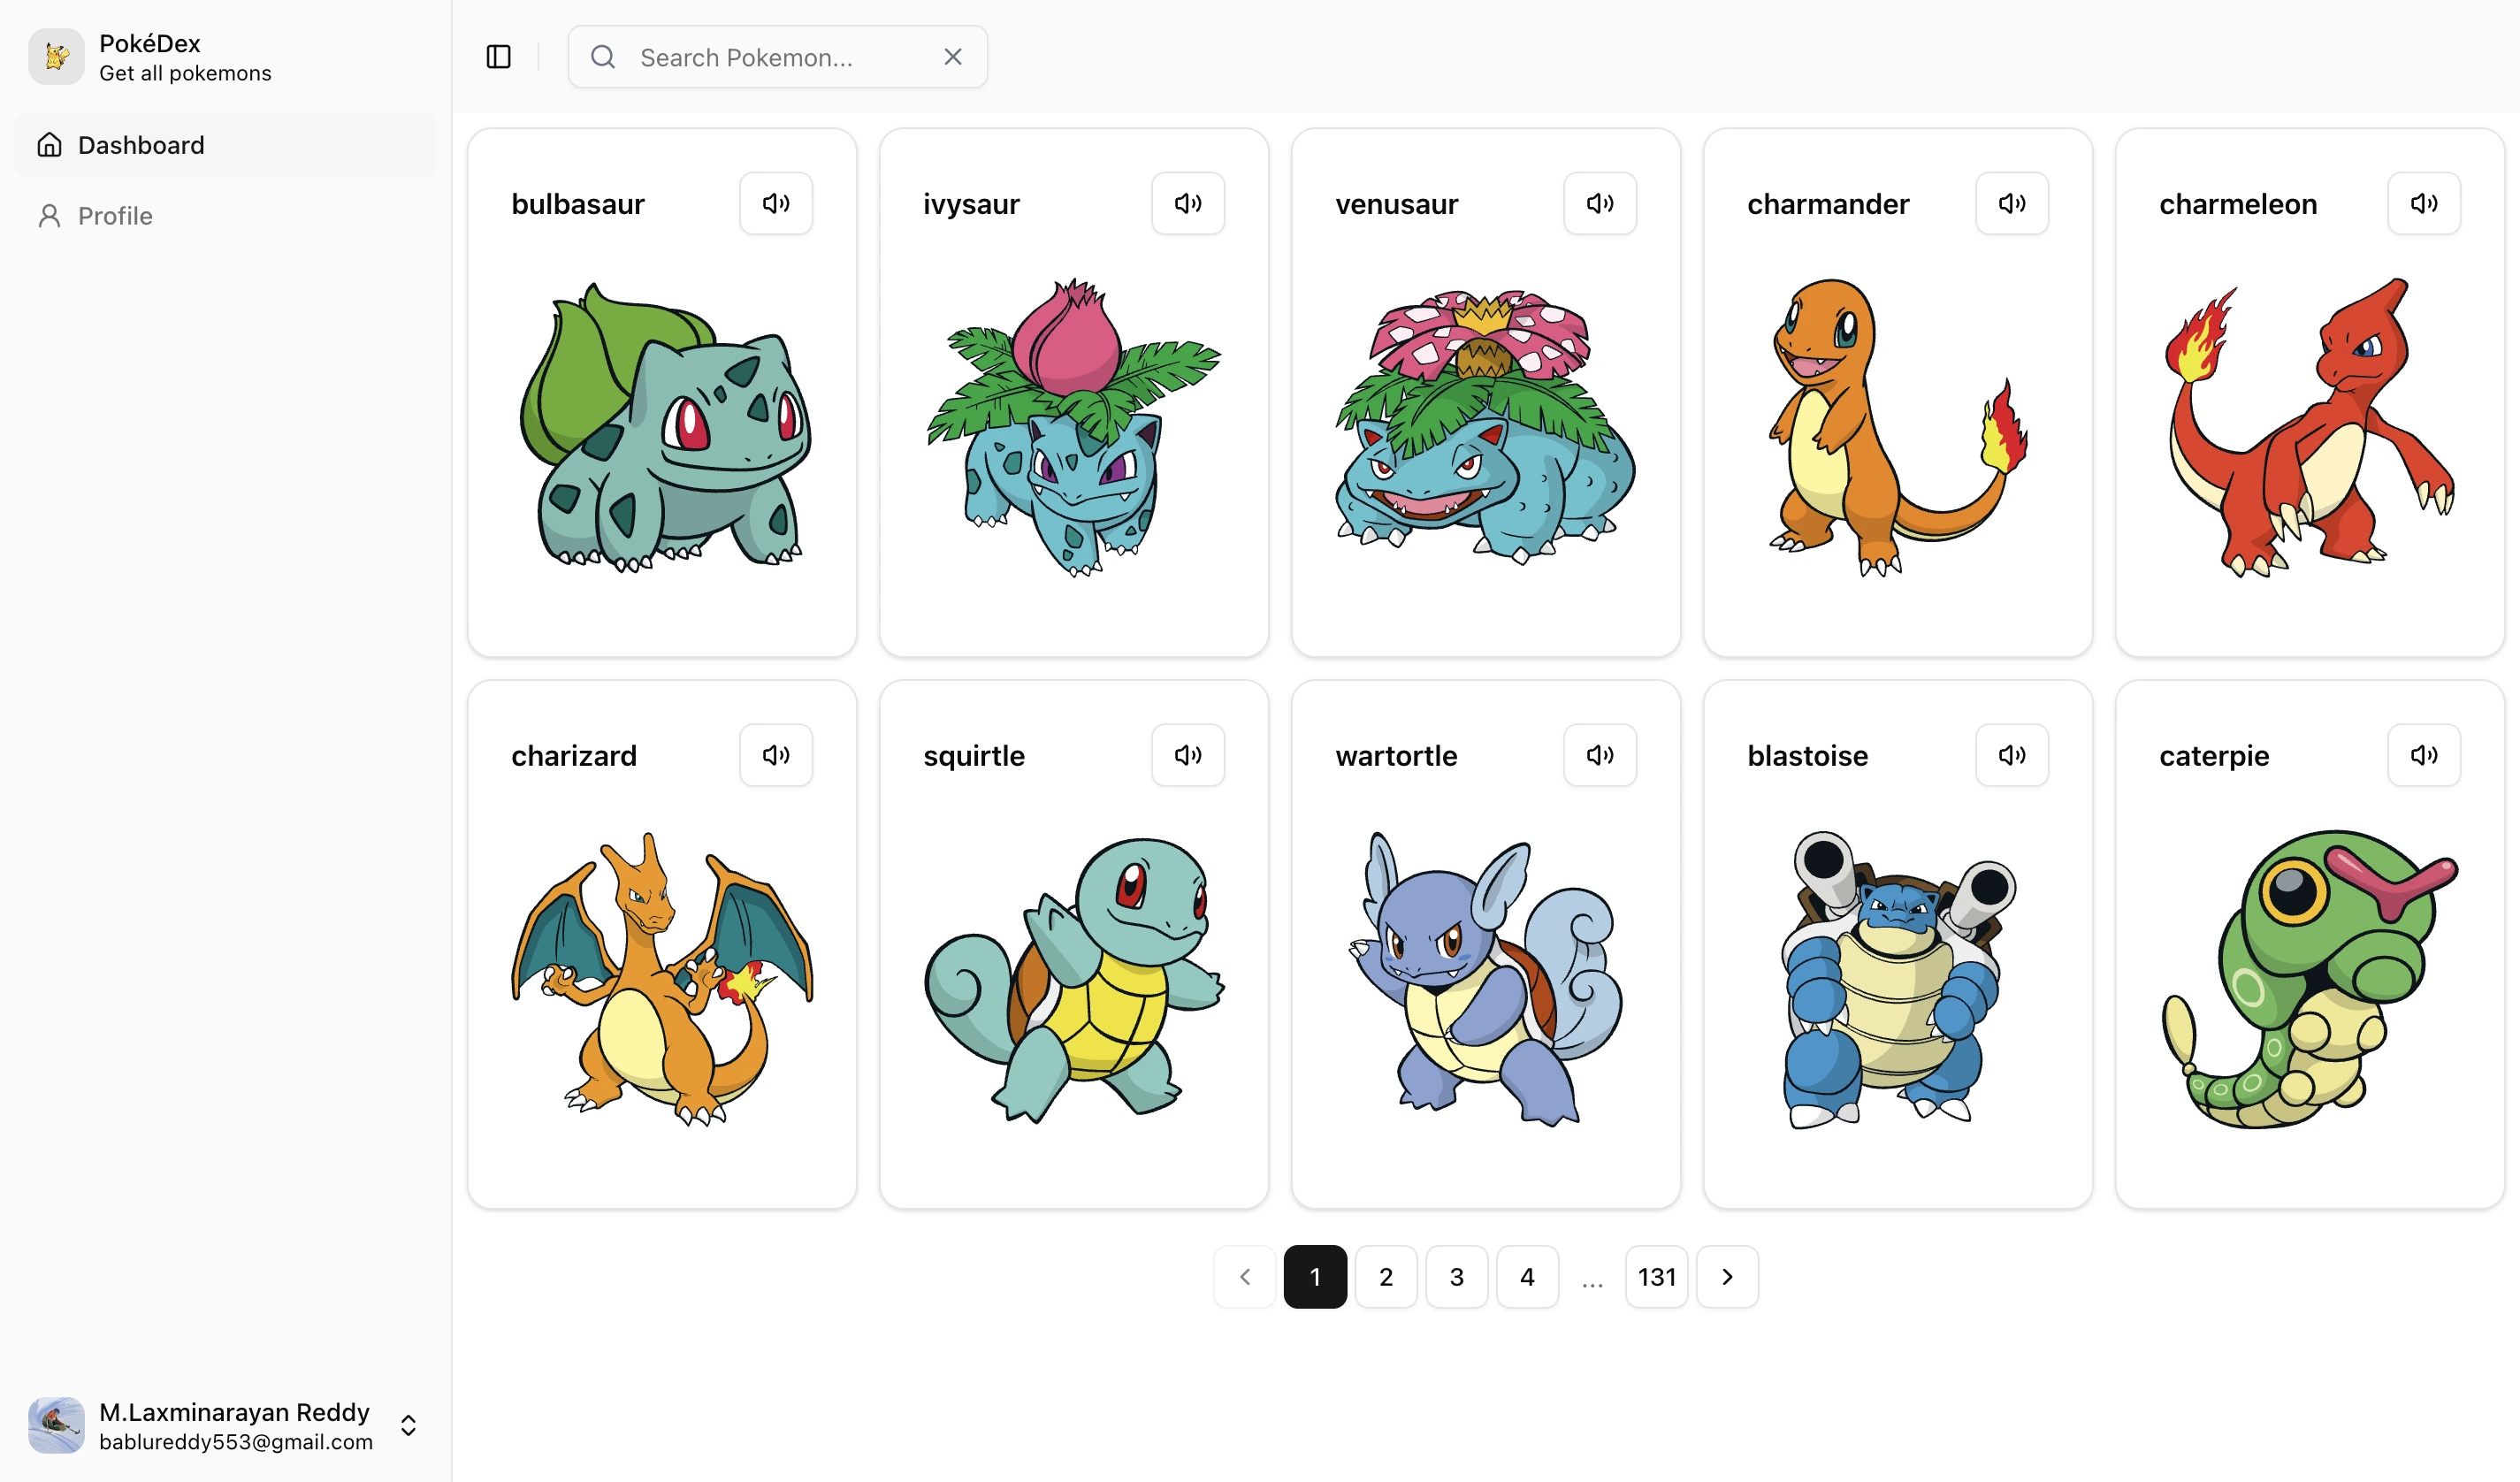 PokéDex
Get all pokemons
Dashboard
Profile
M.Laxminarayan Reddy
bablureddy553@gmail.com
Search Pokemon...
bulbasaur
ivysaur
venusaur
charmander
charmeleon
charizard
squirtle
wartortle
blastoise
caterpie
1 2 3 4 ... 131